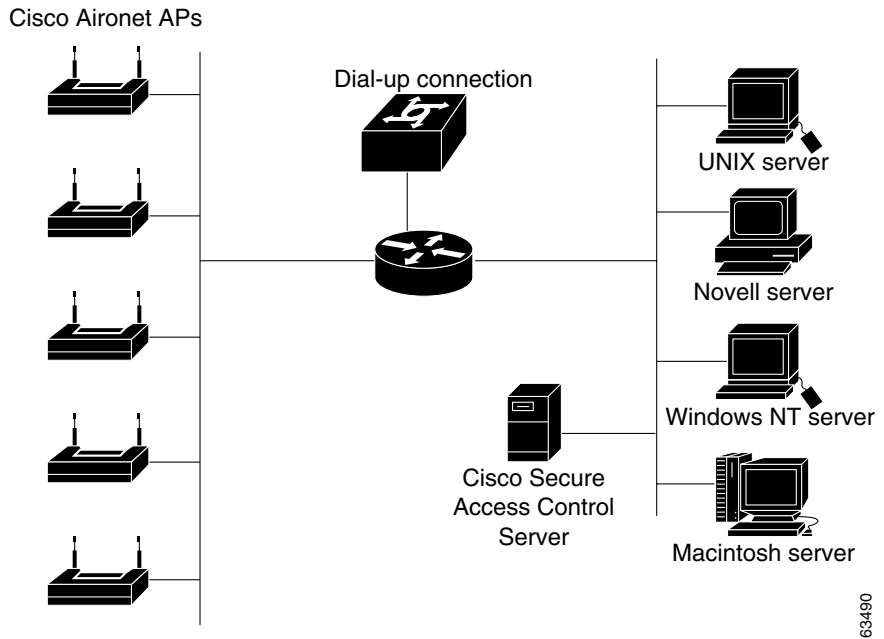 Cisco Aironet APs
Dial-up connection
UNIX server
Novell server
Windows NT server
Cisco Secure
Access Control
Server
Macintosh server
63490